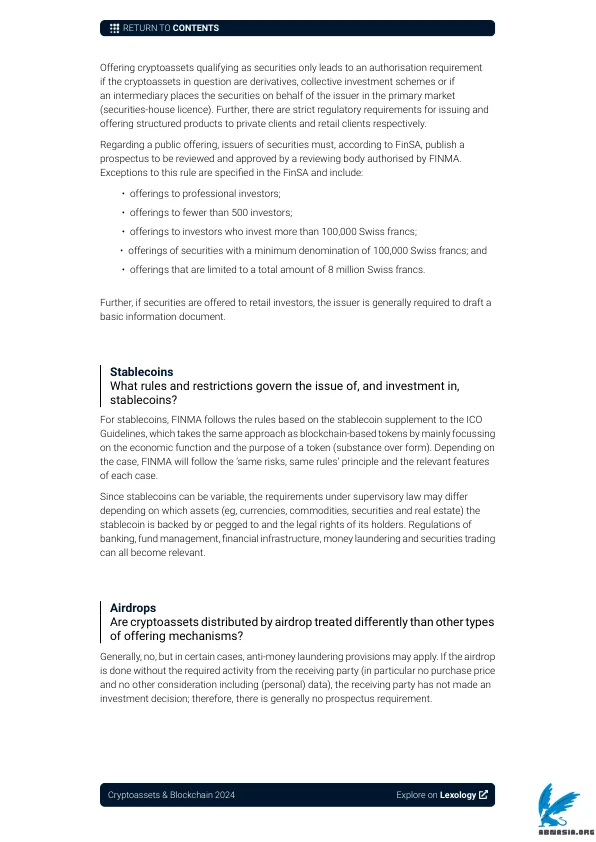 RETURN TO CONTENTS
Offering cryptoassets qualifying as securities only leads to an authorisation requirement
if the cryptoassets in question are derivatives, collective investment schemes or if
an intermediary places the securities on behalf of the issuer in the primary market
(securities-house licence). Further, there are strict regulatory requirements for issuing and
offering structured products to private clients and retail clients respectively.
Regarding a public offering, issuers of securities must, according to FinSA, publish a
prospectus to be reviewed and approved by a reviewing body authorised by FINMA.
Exceptions to this rule are specified in the FinSA and include:
• offerings to professional investors;
• offerings to fewer than 500 investors;
• offerings to investors who invest more than 100,000 Swiss francs;
• offerings of securities with a minimum denomination of 100,000 Swiss francs; and
• offerings that are limited to a total amount of 8 million Swiss francs.
Further, if securities are offered to retail investors, the issuer is generally required to draft a
basic information document.
Stablecoins
What rules and restrictions govern the issue of, and investment in,
stablecoins?
For stablecoins, FINMA follows the rules based on the stablecoin supplement to the ICO
Guidelines, which takes the same approach as blockchain-based tokens by mainly focussing
on the economic function and the purpose of a token (substance over form). Depending on
the case, FINMA will follow the 'same risks, same rules' principle and the relevant features
of each case.
Since stablecoins can be variable, the requirements under supervisory law may differ
depending on which assets (eg, currencies, commodities, securities and real estate) the
stablecoin is backed by or pegged to and the legal rights of its holders. Regulations of
banking, fund management, financial infrastructure, money laundering and securities trading
can all become relevant.
Airdrops
Are cryptoassets distributed by airdrop treated differently than other types
of offering mechanisms?
Generally, no, but in certain cases, anti-money laundering provisions may apply. If the airdrop
is done without the required activity from the receiving party (in particular no purchase price
and no other consideration including (personal) data), the receiving party has not made an
investment decision; therefore, there is generally no prospectus requirement.
Cryptoassets & Blockchain 2024
Explore on Lexology
ABNASIA.ORG